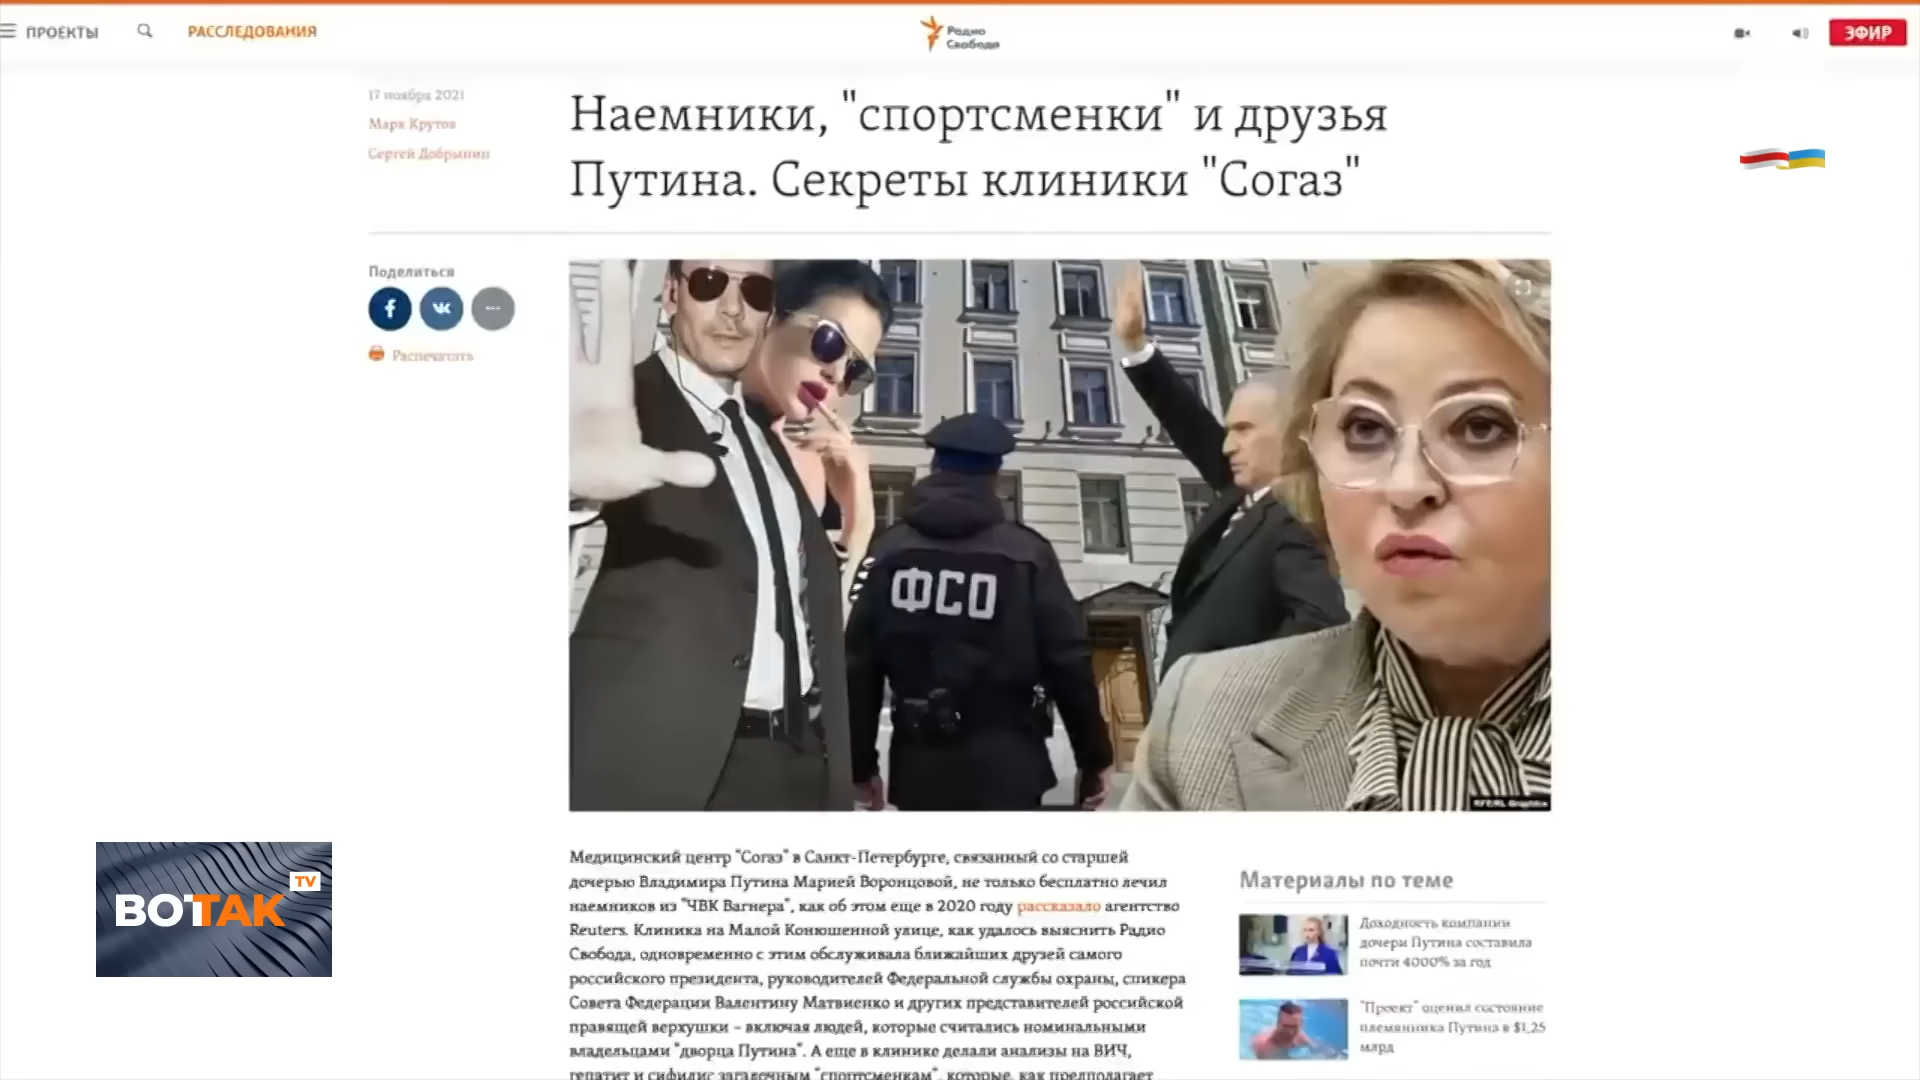 ПРОЕКТЫ
РАССЛЕДОВАНИЯ
Радио
Свобода
ЭФИР
17 ноября 2021
Марк Крутов
Сергей Добрынин
Наемники, "спортсменки" и друзья
Путина. Секреты клиники "Согаз"
Поделиться
Распечатать
ФСО
RFE/RL Graphics
Медицинский центр "Согаз" в Санкт-Петербурге, связанный со старшей
дочерью Владимира Путина Марией Воронцовой, не только бесплатно лечил
наемников из "ЧВК Вагнера", как об этом еще в 2020 году рассказало агентство
Reuters. Клиника на Малой Конюшенной улице, как удалось выяснить Радио
Свобода, одновременно с этим обслуживала ближайших друзей самого
российского президента, руководителей Федеральной службы охраны, спикера
Совета Федерации Валентину Матвиенко и других представителей российской
правящей верхушки – включая людей, которые считались номинальными
владельцами "дворца Путина". А еще в клинике делали анализы на ВИЧ,
гепатит и сифилис загадочным "спортсменкам", которые, как предполагает
Материалы по теме
Доходность компании
дочери Путина составила
почти 4000% за год
"Проект" оценил состояние
племянника Путина в $1,25
млрд
ВОТ ТАК
TV